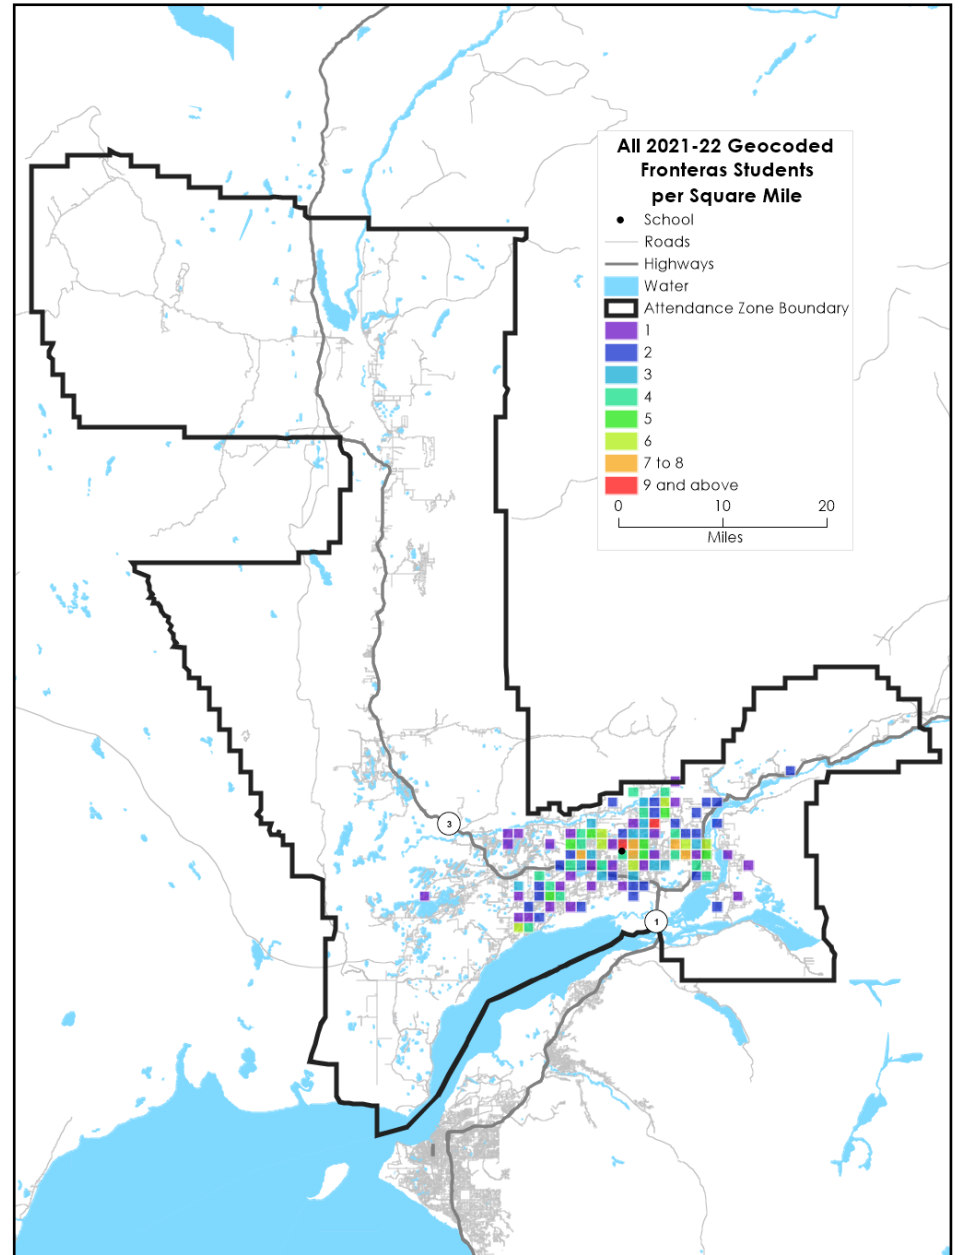 All 2021-22 Geocoded
Fronteras Students
per Square Mile
School
Roads
Highways
Water
Attendance Zone Boundary
1
2
3
4
5
6
7 to 8
9 and above
0 10 20
Miles
3
1